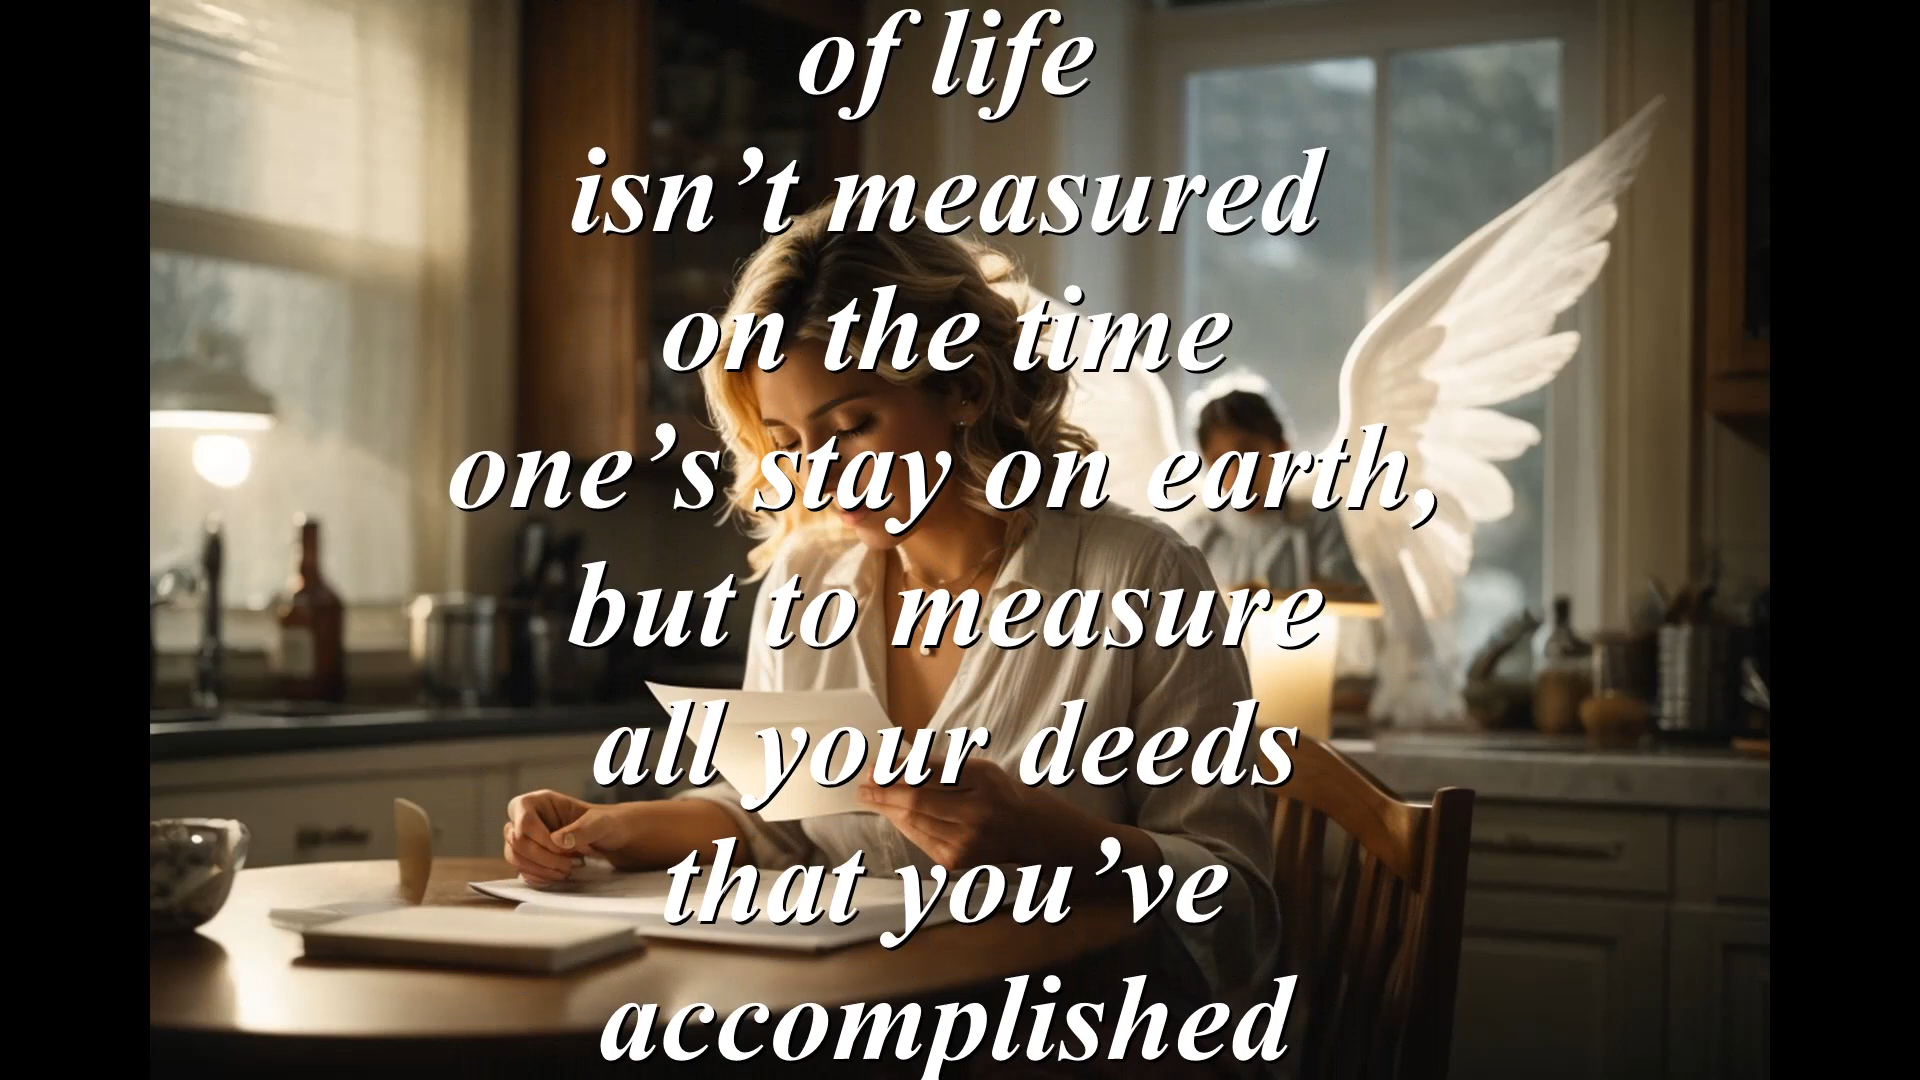 of life
isn’t measured
on the time
one’s stay on earth,
but to measure
all your deeds
that you’ve
accomplished